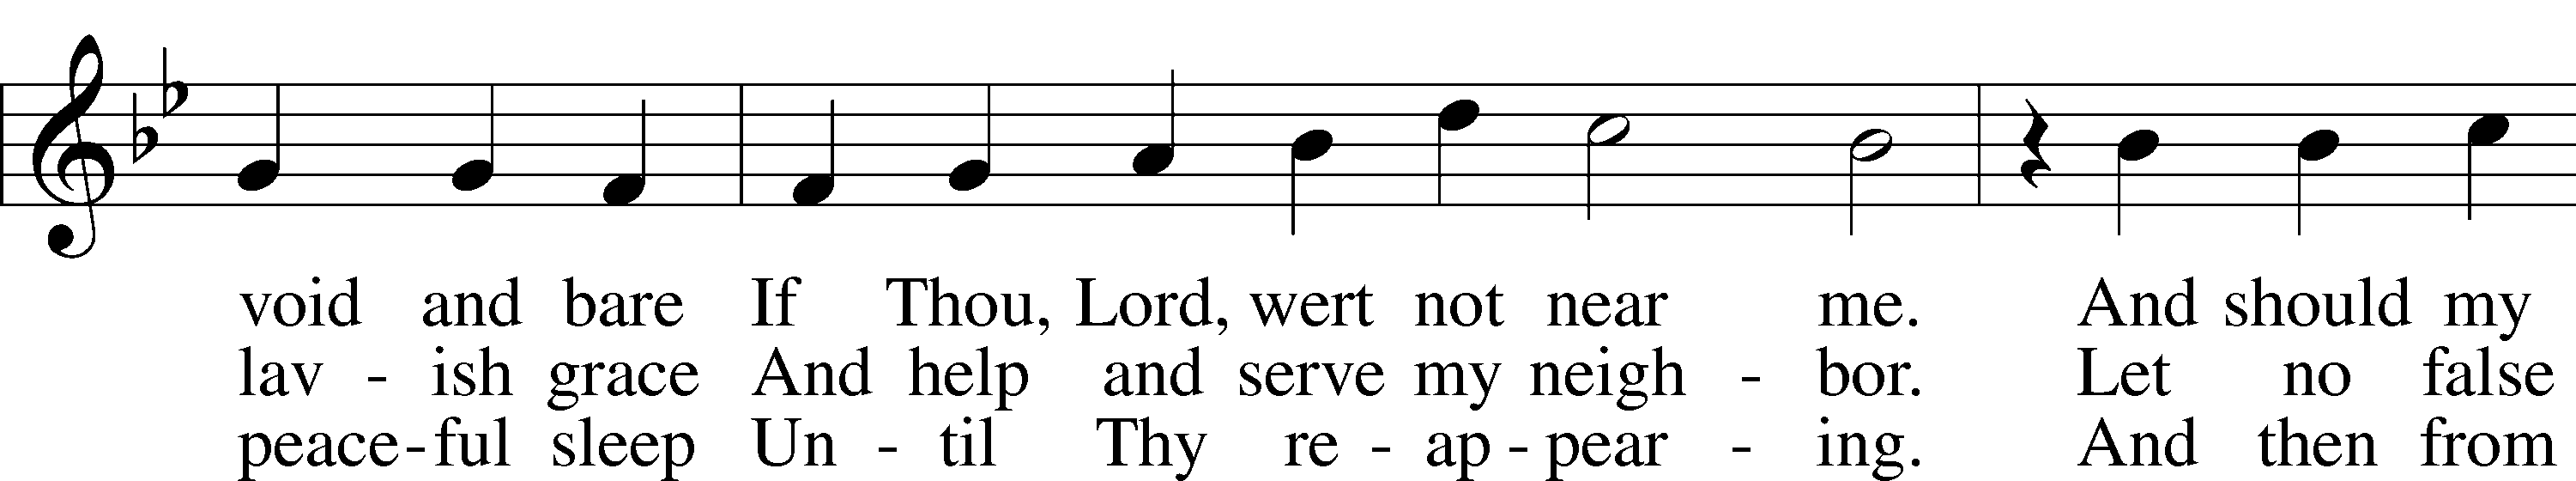 void and bare If Thou, Lord, wert not near me. And should my
lav - ish grace And help and serve my neigh - bor. Let no false
peace - ful sleep Un - til Thy re - ap - pear - ing. And then from